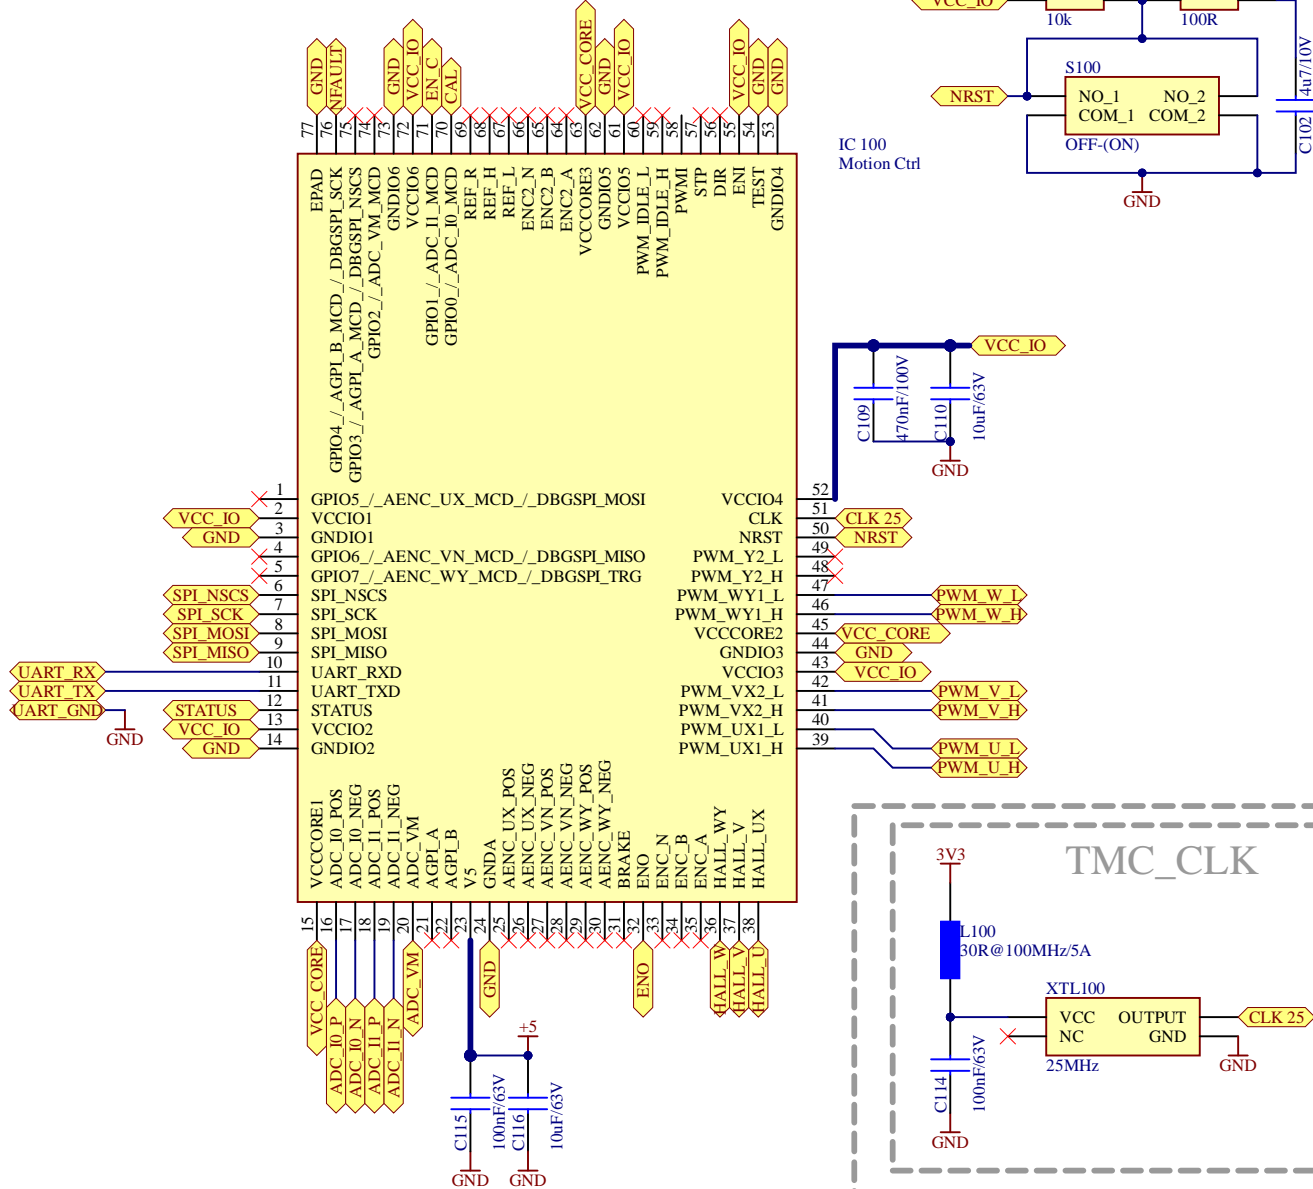 VCC_IO
10k
100R
4u7/10V
C102
S100
NRST
NO_1
NO_2
COM_1
COM_2
OFF-(ON)
GND
IC 100
Motion Ctrl
GND
NFAULT
GND
VCC_IO
EN_C
CAL
VCC_CORE
GND
VCC_IO
VCC_IO
GND
GND
77
76
75
74
73
72
71
70
69
68
67
66
65
64
63
62
61
60
59
58
57
56
55
54
53
EPAD
GPIO4_/_AGPI_B_MCD_/_DBGSPI_SCK
GPIO3_/_AGPI_A_MCD_/_DBGSPI_NSCS
GPIO2_/_ADC_VM_MCD
GNDIO6
VCCIO6
GPIO1_/_ADC_I1_MCD
GPIO0_/_ADC_I0_MCD
REF_R
REF_H
REF_L
ENC2_N
ENC2_B
ENC2_A
VCCCORE3
GNDIO5
VCCIO5
PWM_IDLE_L
PWM_IDLE_H
PWMI
STP
DIR
ENI
TEST
GNDIO4
VCC_IO
C109
470nF/100V
C110
10uF/63V
GND
1 GPIO5_/_AENC_UX_MCD_/_DBGSPI_MOSI
VCC_IO 2 VCCIO1
GND 3 GNDIO1
4 GPIO6_/_AENC_VN_MCD_/_DBGSPI_MISO
5 GPIO7_/_AENC_WY_MCD_/_DBGSPI_TRG
SPI_NSCS 6 SPI_NSCS
SPI_SCK 7 SPI_SCK
SPI_MOSI 8 SPI_MOSI
SPI_MISO 9 SPI_MISO
UART_RX 10 UART_RXD
UART_TX 11 UART_TXD
UART_GND
GND
STATUS 12 STATUS
VCC_IO 13 VCCIO2
GND 14 GNDIO2
VCCIO4 52
CLK 51 CLK 25
NRST 50 NRST
PWM_Y2_L 49
PWM_Y2_H 48
PWM_WY1_L 47 PWM_W_L
PWM_WY1_H 46 PWM_W_H
VCCCORE2 45 VCC_CORE
GNDIO3 44 GND
VCCIO3 43 VCC_IO
PWM_VX2_L 42 PWM_V_L
PWM_VX2_H 41 PWM_V_H
PWM_UX1_L 40 PWM_U_L
PWM_UX1_H 39 PWM_U_H
VCCCORE1
ADC_I0_POS
ADC_I0_NEG
ADC_I1_POS
ADC_I1_NEG
ADC_VM
AGPI_A
AGPI_B
V5
GNDA
AENC_UX_POS
AENC_UX_NEG
AENC_VN_POS
AENC_VN_NEG
AENC_WY_POS
AENC_WY_NEG
BRAKE
ENO
ENC_N
ENC_B
ENC_A
HALL_WY
HALL_V
HALL_UX
15
16
17
18
19
20
21
22
23
24
25
26
27
28
29
30
31
32
33
34
35
36
37
38
VCC_CORE
ADC_I0_P
ADC_I0_N
ADC_I1_P
ADC_I1_N
ADC_VM
GND
ENO
HALL_W
HALL_V
HALL_U
+5
C115
100nF/63V
C116
10uF/63V
GND
GND
TMC_CLK
3V3
L100
30R@100MHz/5A
XTL100
VCC
OUTPUT
NC
GND
25MHz
CLK 25
GND
C114
100nF/63V
GND